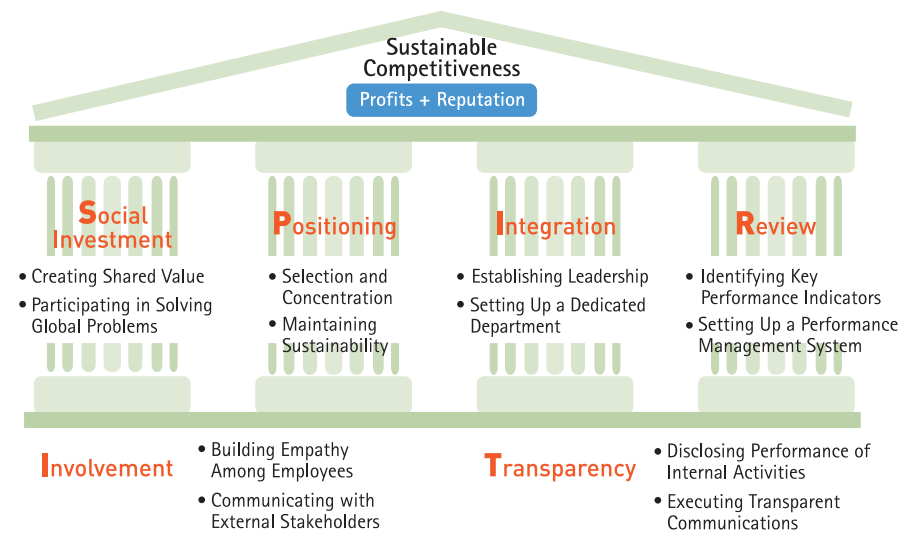 Sustainable
Competitiveness
Profits + Reputation
Social
Investment
• Creating Shared Value
• Participating in Solving
Global Problems
Positioning
• Selection and
Concentration
• Maintaining
Sustainability
Integration
• Establishing Leadership
• Setting Up a Dedicated
Department
Review
• Identifying Key
Performance Indicators
• Setting Up a Performance
Management System
Involvement
• Building Empathy
Among Employees
• Communicating with
External Stakeholders
Transparency
• Disclosing Performance of
Internal Activities
• Executing Transparent
Communications